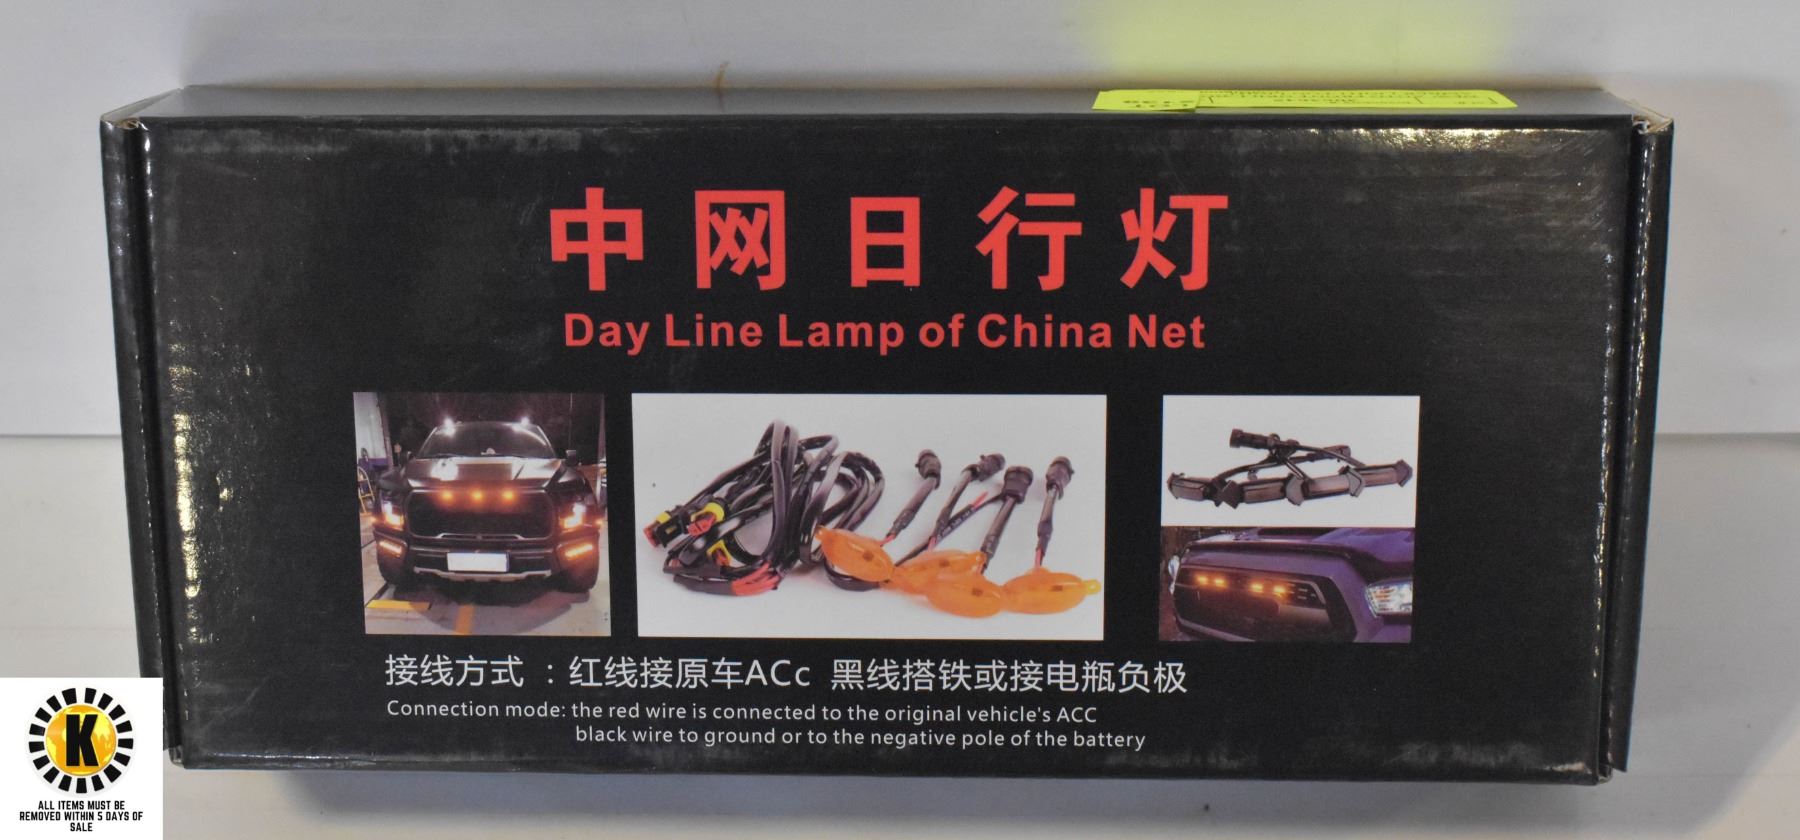 LOT
中网日行灯
Day Line Lamp of China Net
接线方式 ：红线接原车ACc 黑线搭铁或接电瓶负极
Connection mode: the red wire is connected to the original vehicle's ACC
black wire to ground or to the negative pole of the battery
K
ALL ITEMS MUST BE
REMOVED WITHIN 5 DAYS OF
SALE